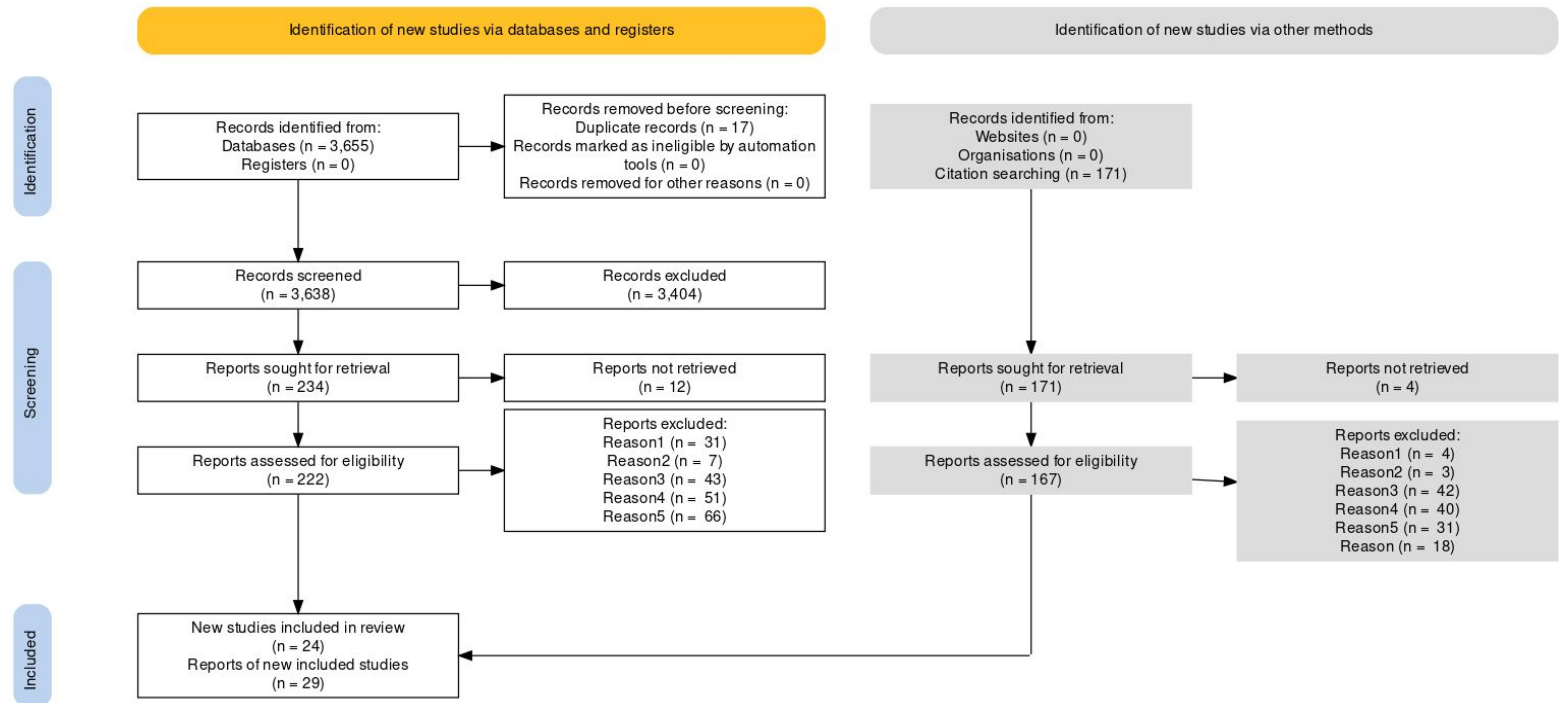 Identification of new studies via databases and registers
Identification of new studies via other methods
Identification
Records identified from:
Databases (n = 3,655)
Registers (n = 0)
Records removed before screening:
Duplicate records (n = 17)
Records marked as ineligible by automation
tools (n = 0)
Records removed for other reasons (n = 0)
Records identified from:
Websites (n = 0)
Organisations (n = 0)
Citation searching (n = 171)
Screening
Records screened
(n = 3,638)
Records excluded
(n = 3,404)
Reports sought for retrieval
(n = 234)
Reports not retrieved
(n = 12)
Reports sought for retrieval
(n = 171)
Reports not retrieved
(n = 4)
Reports assessed for eligibility
(n = 222)
Reports excluded:
Reason1 (n = 31)
Reason2 (n = 7)
Reason3 (n = 43)
Reason4 (n = 51)
Reason5 (n = 66)
Reports assessed for eligibility
(n = 167)
Reports excluded:
Reason1 (n = 4)
Reason2 (n = 3)
Reason3 (n = 42)
Reason4 (n = 40)
Reason5 (n = 31)
Reason (n = 18)
Included
New studies included in review
(n = 24)
Reports of new included studies
(n = 29)